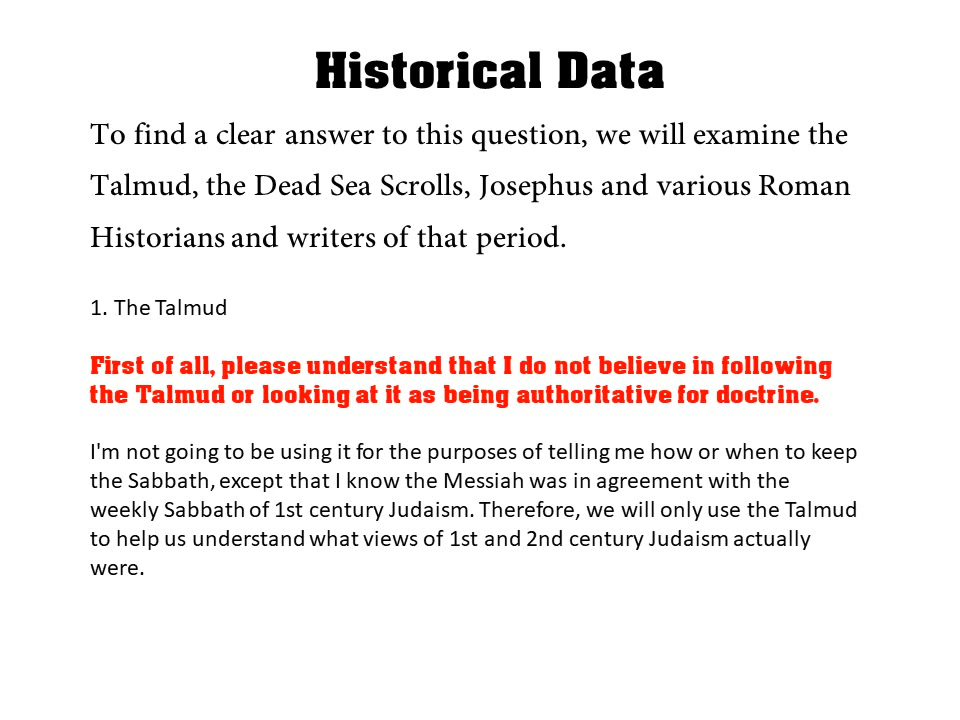 Historical Data
To find a clear answer to this question, we will examine the
Talmud, the Dead Sea Scrolls, Josephus and various Roman
Historians and writers of that period.
1. The Talmud
First of all, please understand that I do not believe in following
the Talmud or looking at it as being authoritative for doctrine.
I'm not going to be using it for the purposes of telling me how or when to keep
the Sabbath, except that I know the Messiah was in agreement with the
weekly Sabbath of 1st century Judaism. Therefore, we will only use the Talmud
to help us understand what views of 1st and 2nd century Judaism actually
were.